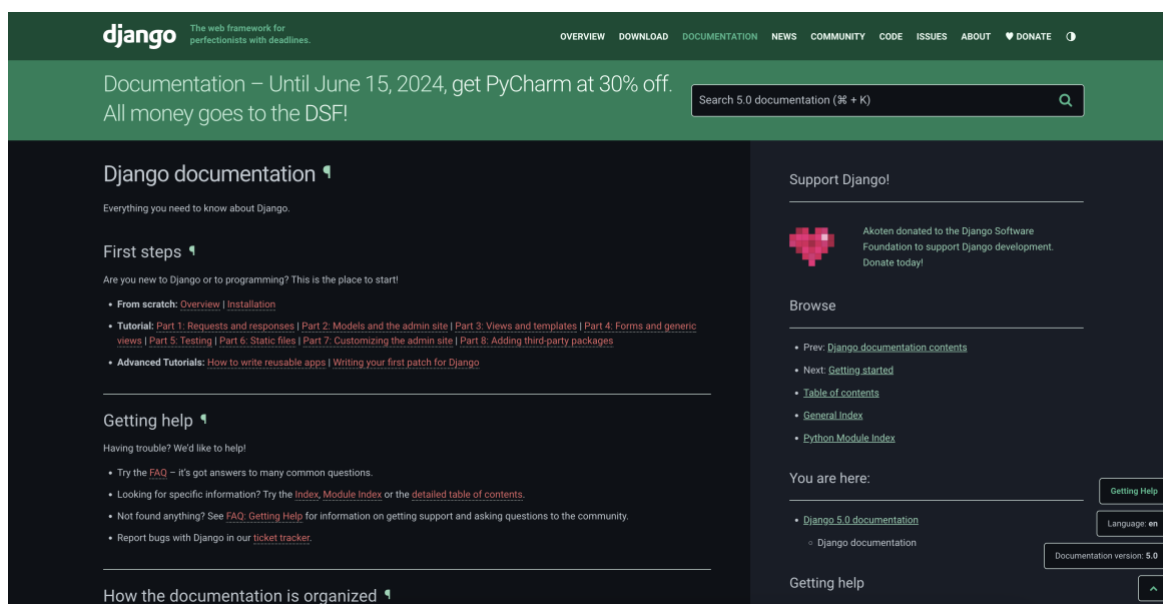 django
The web framework for
perfectionists with deadlines.
OVERVIEW DOWNLOAD DOCUMENTATION NEWS COMMUNITY CODE ISSUES ABOUT ♥ DONATE
Documentation – Until June 15, 2024, get PyCharm at 30% off.
All money goes to the DSF!
Search 5.0 documentation (⌘ + K)
Django documentation ¶
Everything you need to know about Django.
First steps ¶
Are you new to Django or to programming? This is the place to start!
• From scratch: Overview | Installation
• Tutorial: Part 1: Requests and responses | Part 2: Models and the admin site | Part 3: Views and templates | Part 4: Forms and generic
views | Part 5: Testing | Part 6: Static files | Part 7: Customizing the admin site | Part 8: Adding third-party packages
• Advanced Tutorials: How to write reusable apps | Writing your first patch for Django
Getting help ¶
Having trouble? We'd like to help!
• Try the FAQ – it's got answers to many common questions.
• Looking for specific information? Try the Index, Module Index or the detailed table of contents.
• Not found anything? See FAQ: Getting Help for information on getting support and asking questions to the community.
• Report bugs with Django in our ticket tracker.
How the documentation is organized ¶
Support Django!
Akoten donated to the Django Software
Foundation to support Django development.
Donate today!
Browse
• Prev: Django documentation contents
• Next: Getting started
• Table of contents
• General Index
• Python Module Index
You are here:
• Django 5.0 documentation
◦ Django documentation
Getting help
Getting Help
Language: en
Documentation version: 5.0